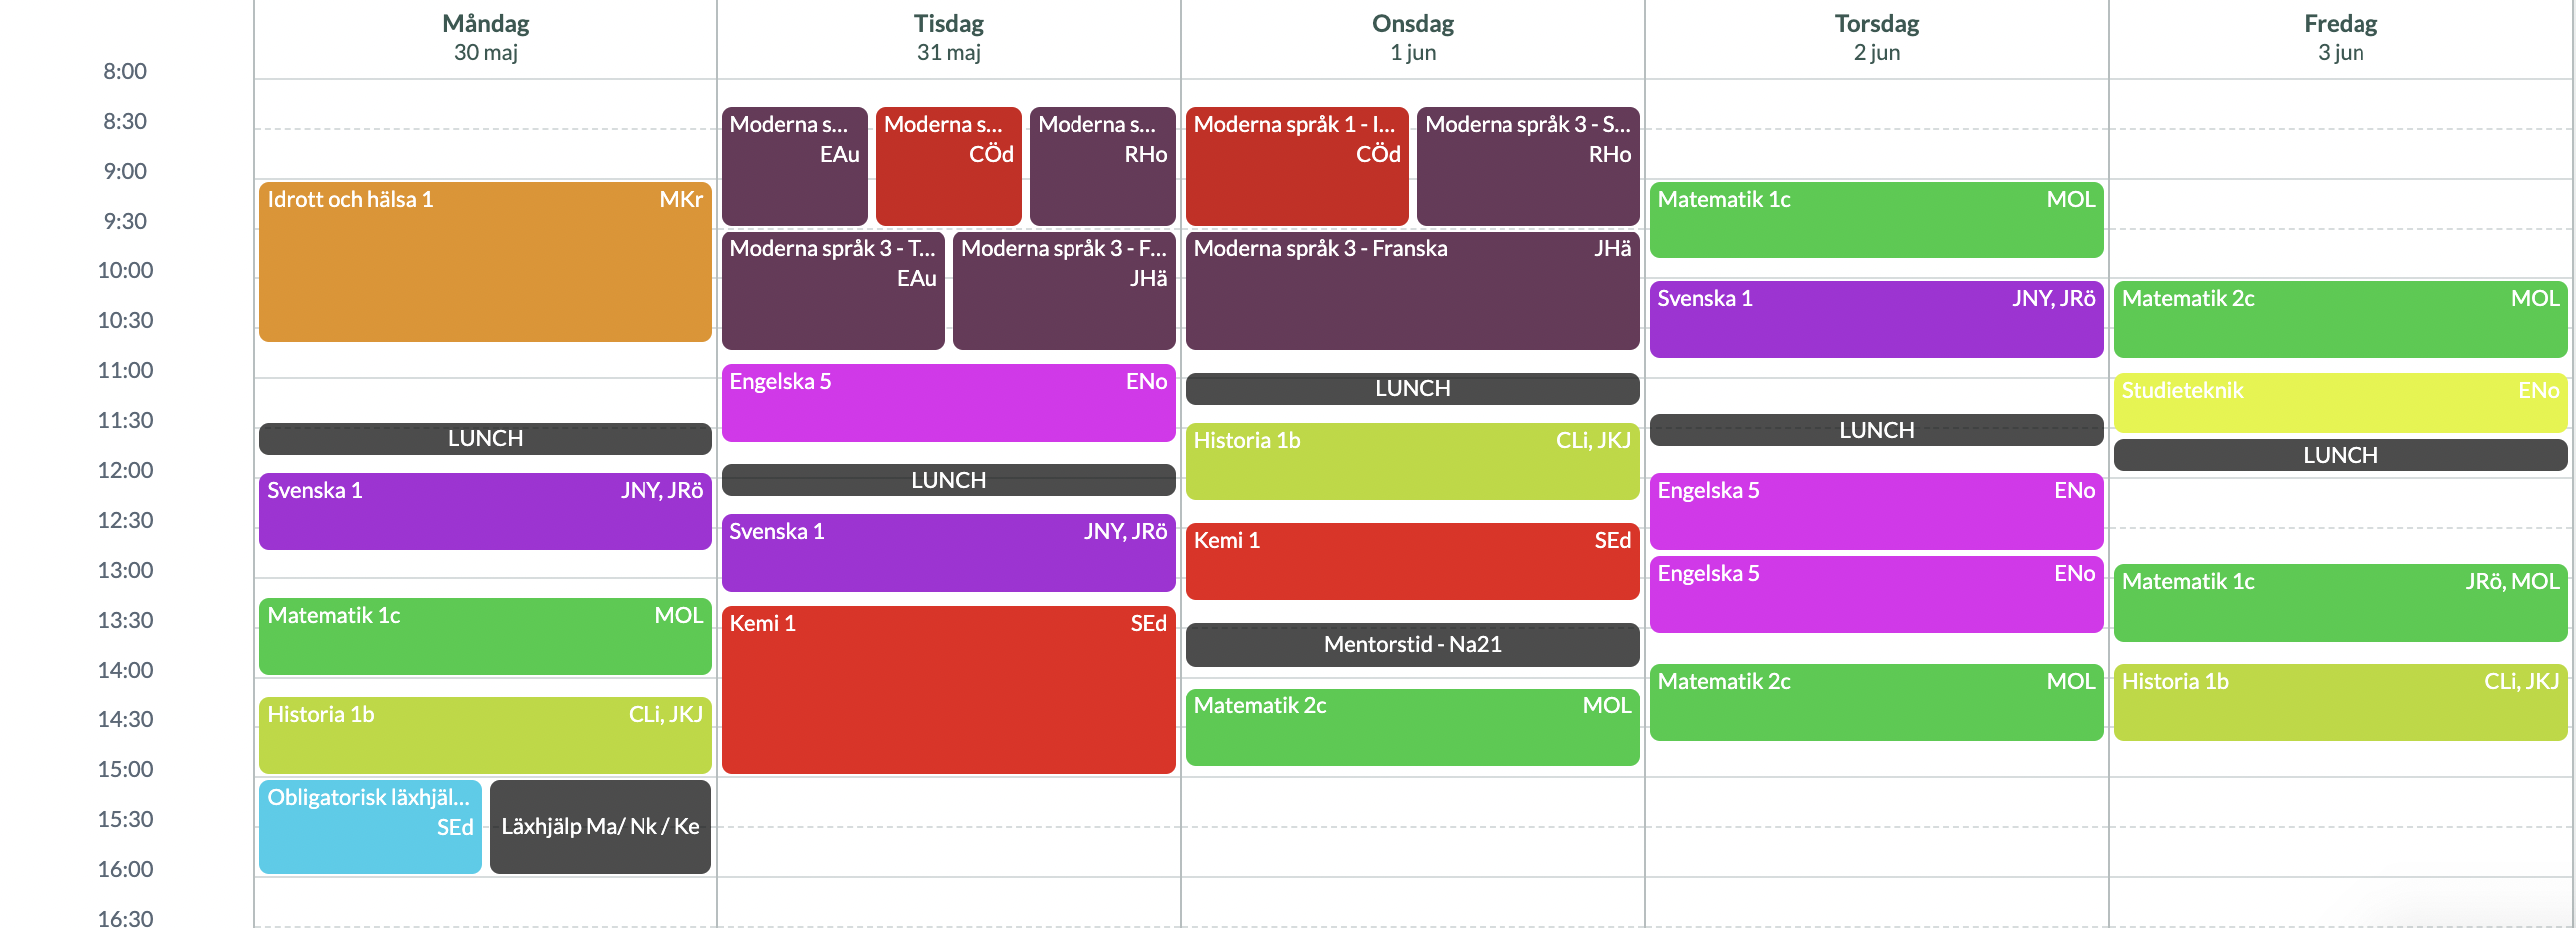 Måndag
30 maj
Tisdag
31 maj
Onsdag
1 jun
Torsdag
2 jun
Fredag
3 jun
8:00
8:30
9:00
9:30
10:00
10:30
11:00
11:30
12:00
12:30
13:00
13:30
14:00
14:30
15:00
15:30
16:00
16:30
Idrott och hälsa 1 MKr
LUNCH
Svenska 1 JNY, JRö
Matematik 1c MOL
Historia 1b CLi, JKJ
Obligatorisk läxhjäl...
SEd
Läxhjälp Ma/ Nk / Ke
Moderna s...
EAu
Moderna s...
CÖd
Moderna s...
RHo
Moderna språk 3 - T...
EAu
Moderna språk 3 - F...
JHä
Engelska 5 ENo
LUNCH
Svenska 1 JNY, JRö
Kemi 1 SEd
Moderna språk 1 - I...
CÖd
Moderna språk 3 - S...
RHo
Moderna språk 3 - Franska JHä
LUNCH
Historia 1b CLi, JKJ
Kemi 1 SEd
Mentorstid - Na21
Matematik 2c MOL
Matematik 1c MOL
Svenska 1 JNY, JRö
LUNCH
Engelska 5 ENo
Engelska 5 ENo
Matematik 2c MOL
Matematik 2c MOL
Studieteknik ENo
LUNCH
Matematik 1c JRö, MOL
Historia 1b CLi, JKJ